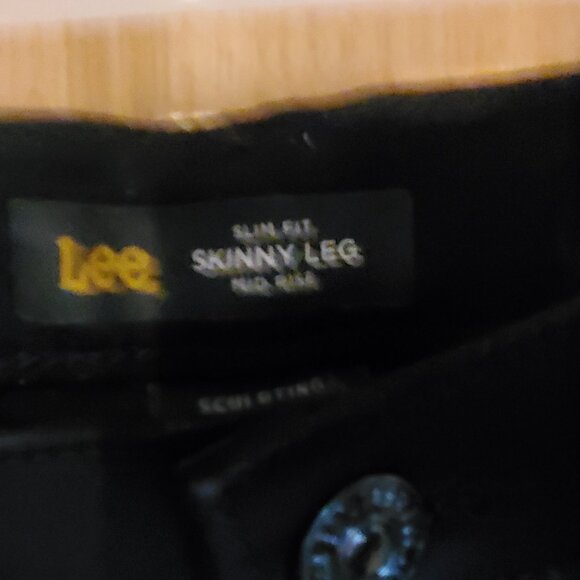 Lee
SLIM FIT
SKINNY LEG
MID RISE
SCULPTING